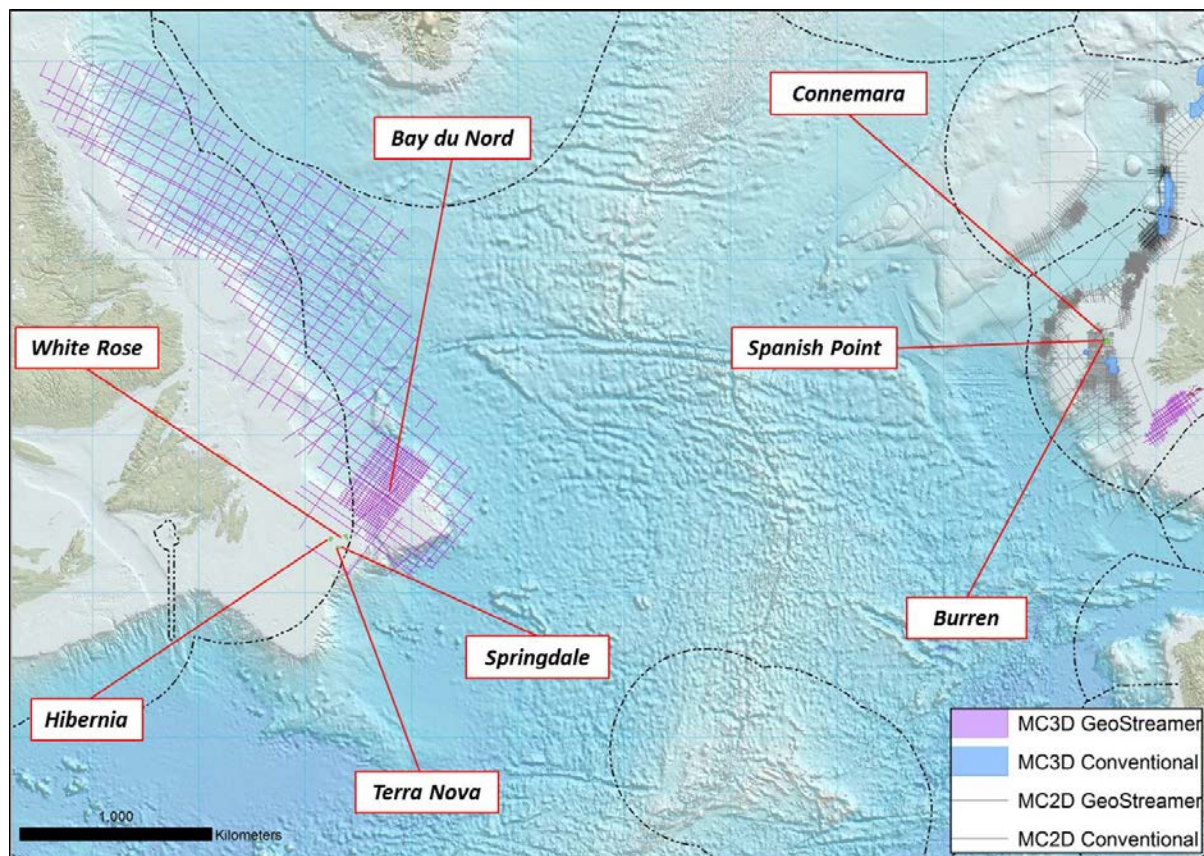 Connemara
Bay du Nord
White Rose
Spanish Point
Burren
Springdale
Hibernia
Terra Nova
MC3D GeoStreamer
MC3D Conventional
MC2D GeoStreamer
MC2D Conventional
1,000
Kilometers